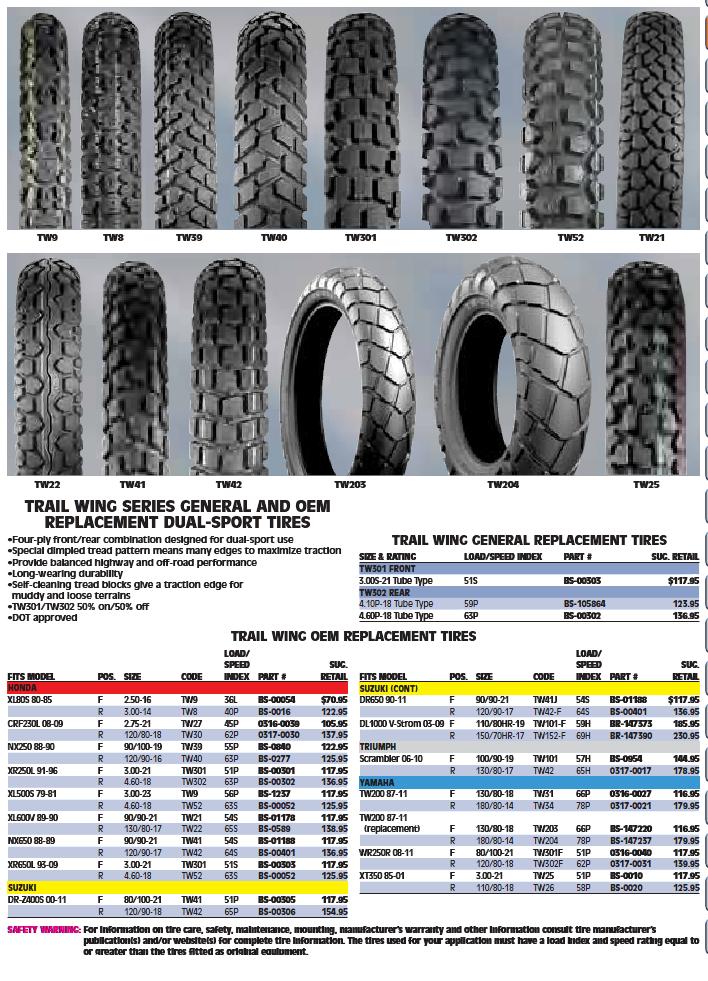 TW9 TW8 TW39 TW40 TW301 TW302 TW52 TW21
TW22 TW41 TW42 TW203 TW204 TW25
TRAIL WING SERIES GENERAL AND OEM
REPLACEMENT DUAL-SPORT TIRES
•Four-ply front/rear combination designed for dual-sport use
•Special dimpled tread pattern means many edges to maximize traction
•Provide balanced highway and off-road performance
•Long-wearing durability
•Self-cleaning tread blocks give a traction edge for
muddy and loose terrains
•TW301/TW302 50% on/50% off
•DOT approved
TRAIL WING GENERAL REPLACEMENT TIRES
SIZE & RATING LOAD/SPEED INDEX PART # SUG. RETAIL
TW301 FRONT
3.00S-21 Tube Type 51S BS-00303 $117.95
TW302 REAR
4.10P-18 Tube Type 59P BS-105864 123.95
4.60P-18 Tube Type 63P BS-00302 136.95
TRAIL WING OEM REPLACEMENT TIRES
LOAD/
SPEED SUG.
FITS MODEL POS. SIZE CODE INDEX PART # RETAIL
HONDA
XL80S 80-85 F 2.50-16 TW9 36L BS-00054 $70.95
R 3.00-14 TW8 40P BS-0016 122.95
CRF230L 08-09 F 2.75-21 TW27 45P 0316-0039 105.95
R 120/80-18 TW30 62P 0317-0030 137.95
NX250 88-90 F 90/100-19 TW39 55P BS-0840 122.95
R 120/90-16 TW40 63P BS-0277 125.95
XR250L 91-96 F 3.00-21 TW301 51P BS-00301 117.95
R 4.60-18 TW302 63P BS-00302 136.95
XL500S 79-81 F 3.00-23 TW9 56P BS-1237 117.95
R 4.60-18 TW52 63S BS-00052 125.95
XL600V 89-90 F 90/90-21 TW21 54S BS-01178 117.95
R 130/80-17 TW22 65S BS-0589 138.95
NX650 88-89 F 90/90-21 TW41 54S BS-01188 117.95
R 120/90-17 TW42 64S BS-00401 136.95
XR650L 93-09 F 3.00-21 TW301 51S BS-00303 117.95
R 4.60-18 TW52 63S BS-00052 125.95
SUZUKI
DR-Z400S 00-11 F 80/100-21 TW41 51P BS-00305 117.95
R 120/90-18 TW42 65P BS-00306 154.95
LOAD/
SPEED SUG.
FITS MODEL POS. SIZE CODE INDEX PART # RETAIL
SUZUKI (CONT)
DR650 90-11 F 90/90-21 TW41J 54S BS-01188 $117.95
R 120/90-17 TW42-F 64S BS-00401 136.95
DL1000 V-Strom 03-09 F 110/80HR-19 TW101-F 59H BR-147373 185.95
R 150/70HR-17 TW152-F 69H BR-147390 230.95
TRIUMPH
Scrambler 06-10 F 100/90-19 TW101 57H BS-0954 144.95
R 130/80-17 TW42 65H 0317-0017 178.95
YAMAHA
TW200 87-11 F 130/80-18 TW31 66P 0316-0027 116.95
R 180/80-14 TW34 78P 0317-0021 179.95
TW200 87-11
(replacement) F 130/80-18 TW203 66P BS-147220 116.95
R 180/80-14 TW204 78P BS-147237 179.95
WR250R 08-11 F 80/100-21 TW301F 51P 0316-0040 119.95
R 120/80-18 TW302F 62P 0317-0031 139.95
XT350 85-01 F 3.00-21 TW25 51P BS-0010 117.95
R 110/80-18 TW26 58P BS-0020 125.95
SAFETY WARNING: For information on tire care, safety, maintenance, mounting, manufacturer's warranty and other information consult tire manufacturer's
publication(s) and/or website(s) for complete tire information. The tires used for your application must have a load index and speed rating equal to
or greater than the tires fitted as original equipment.